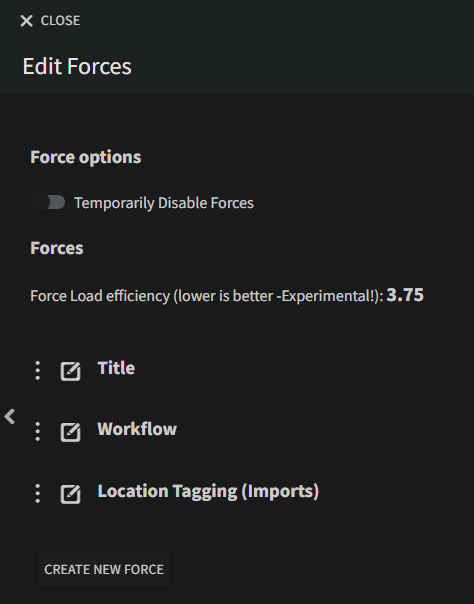 CLOSE
Edit Forces
Force options
Temporarily Disable Forces
Forces
Force Load efficiency (lower is better -Experimental!): 3.75
Title
Workflow
Location Tagging (Imports)
CREATE NEW FORCE